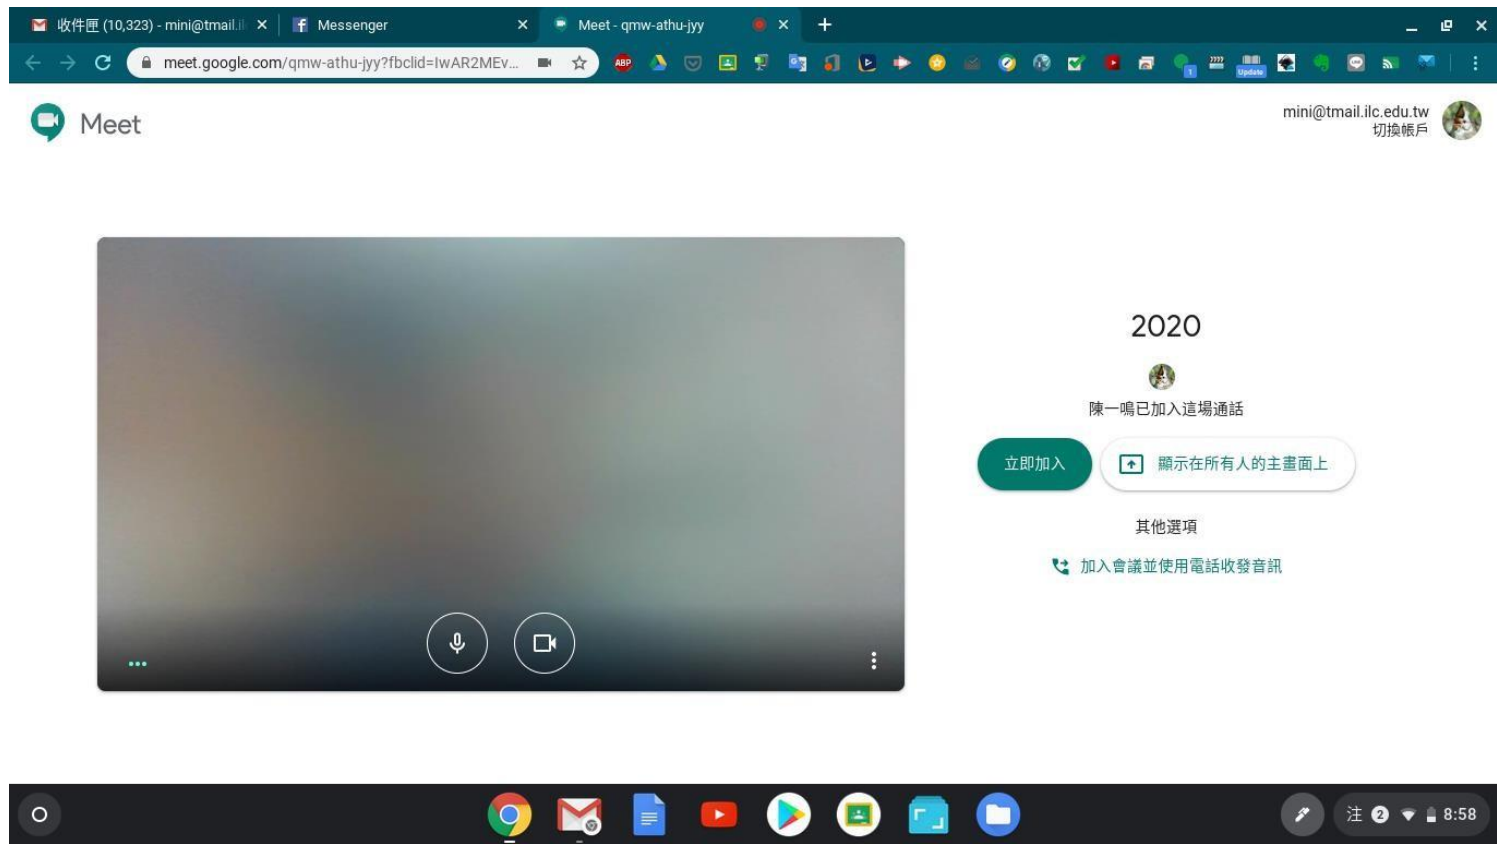 收件匣 (10,323) - mini@tmail.il
Messenger
Meet - qmw-athu-jyy
meet.google.com/qmw-athu-jyy?fbclid=IwAR2MEv...
ABP
1
Update
Meet
mini@tmail.ilc.edu.tw
切換帳戶
2020
陳一鳴已加入這場通話
立即加入
顯示在所有人的主畫面上
其他選項
加入會議並使用電話收發音訊
注 2 8:58